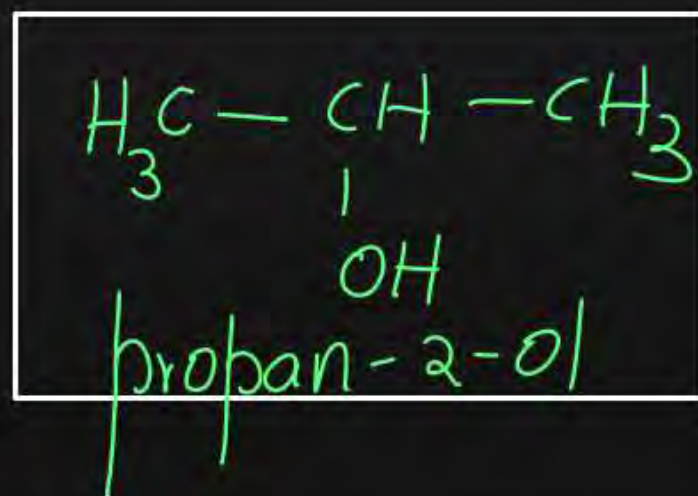 H₃C — CH — CH₃
|
OH
propan-2-ol